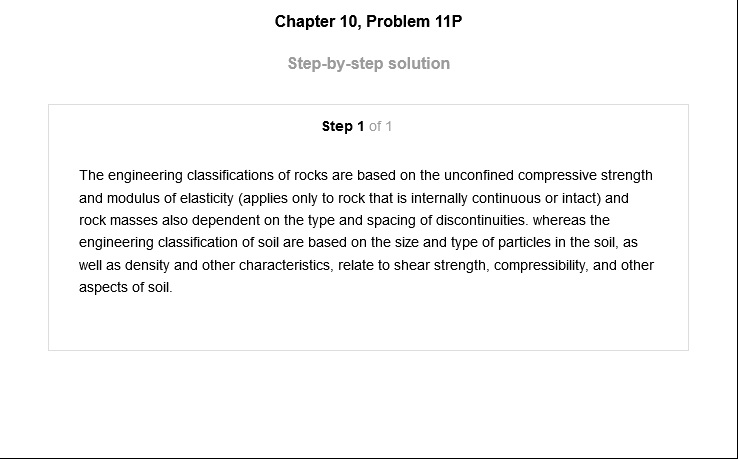 Chapter 10, Problem 11P
Step-by-step solution
Step 1 of 1
The engineering classifications of rocks are based on the unconfined compressive strength
and modulus of elasticity (applies only to rock that is internally continuous or intact) and
rock masses also dependent on the type and spacing of discontinuities. whereas the
engineering classification of soil are based on the size and type of particles in the soil, as
well as density and other characteristics, relate to shear strength, compressibility, and other
aspects of soil.